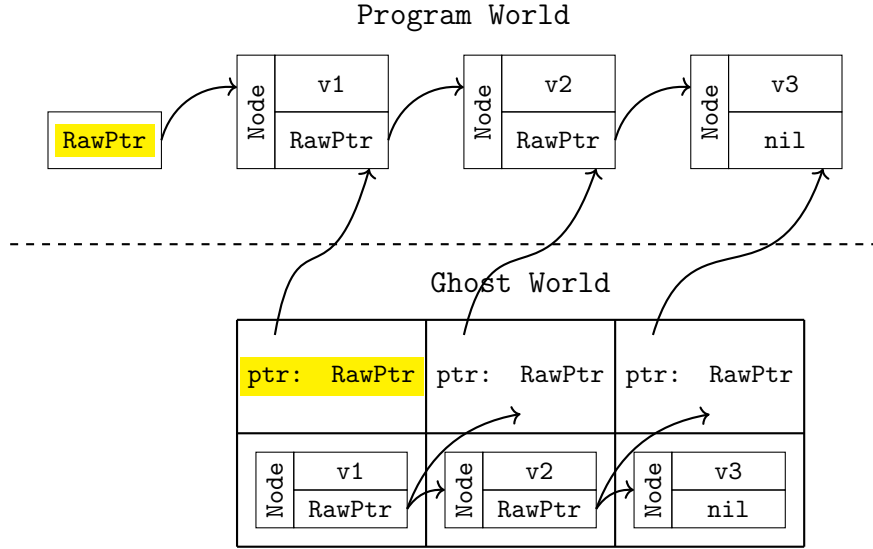 Program World
Node v1 Node v2 Node v3
RawPtr RawPtr RawPtr nil
Ghost World
ptr: RawPtr ptr: RawPtr ptr: RawPtr
Node v1 Node v2 Node v3
RawPtr RawPtr nil